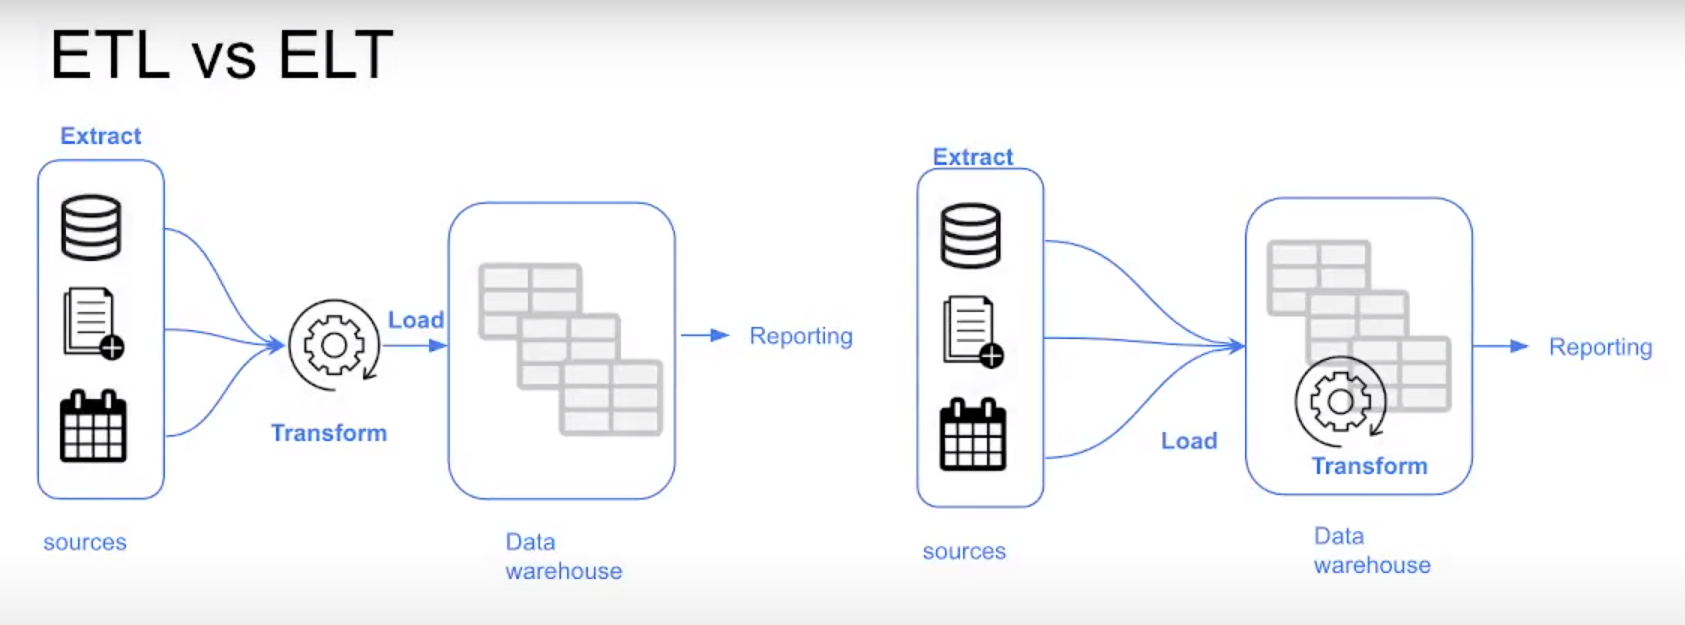 ETL vs ELT
Extract
Load
Transform
Reporting
sources
Data
warehouse
Extract
Load
Transform
Reporting
sources
Data
warehouse